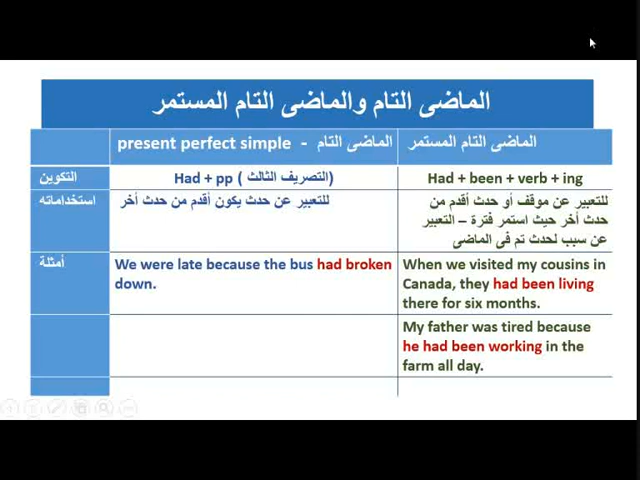 الماضى التام والماضى التام المستمر
present perfect simple - الماضى التام
الماضى التام المستمر
التكوين
Had + pp ( التصريف الثالث)
Had + been + verb + ing
استخداماته
للتعبير عن حدث يكون أقدم من حدث أخر
للتعبير عن موقف أو حدث أقدم من
حدث أخر حيث استمر فترة – التعبير
عن سبب لحدث تم فى الماضى
أمثلة
We were late because the bus had broken
down.
When we visited my cousins in
Canada, they had been living
there for six months.
My father was tired because
he had been working in the
farm all day.